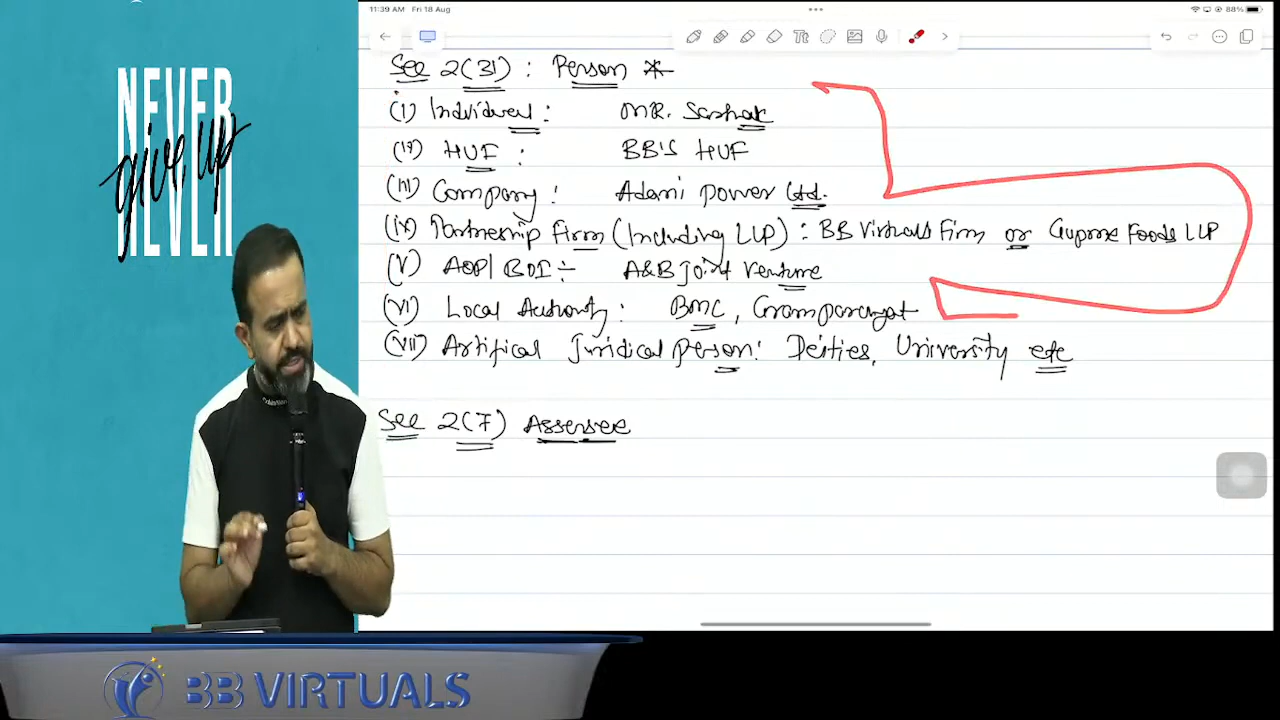 11:39 AM Fri 18 Aug
88%
NEVER
give up
NEVER
Sec 2(31) : Person *
(i) Individual : MR. Sarthak
(ii) HUF : BB'S HUF
(iii) Company : Adani power Ltd.
(iv) Partnership Firm (Including LLP) : BB Virtuals Firm or Foods LLP
(V) AOP/BOI :- A&B Joint Venture
(VI) Local Authority : BMC,
(VII) Artifical Juridical person: Deities, University etc
Sec 2(7) Assessee
BB VIRTUALS